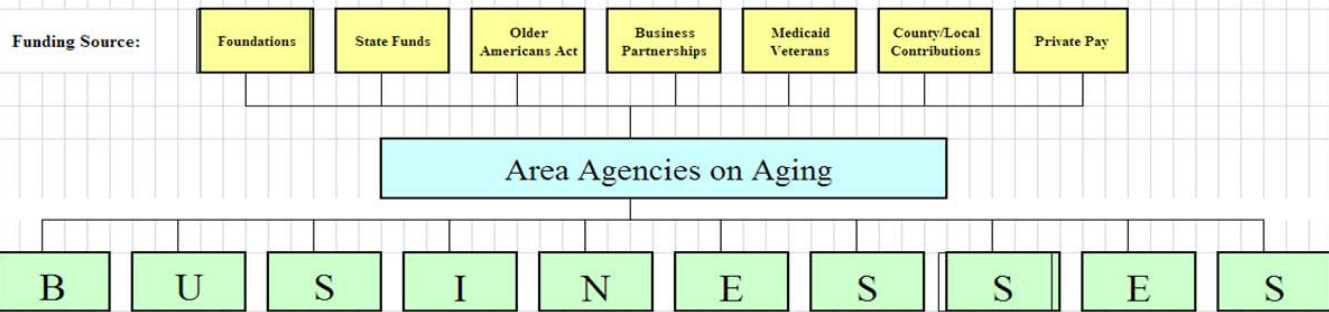 Funding Source:
Foundations
State Funds
Older
Americans Act
Business
Partnerships
Medicaid
Veterans
County/Local
Contributions
Private Pay
Area Agencies on Aging
B U S I N E S S E S